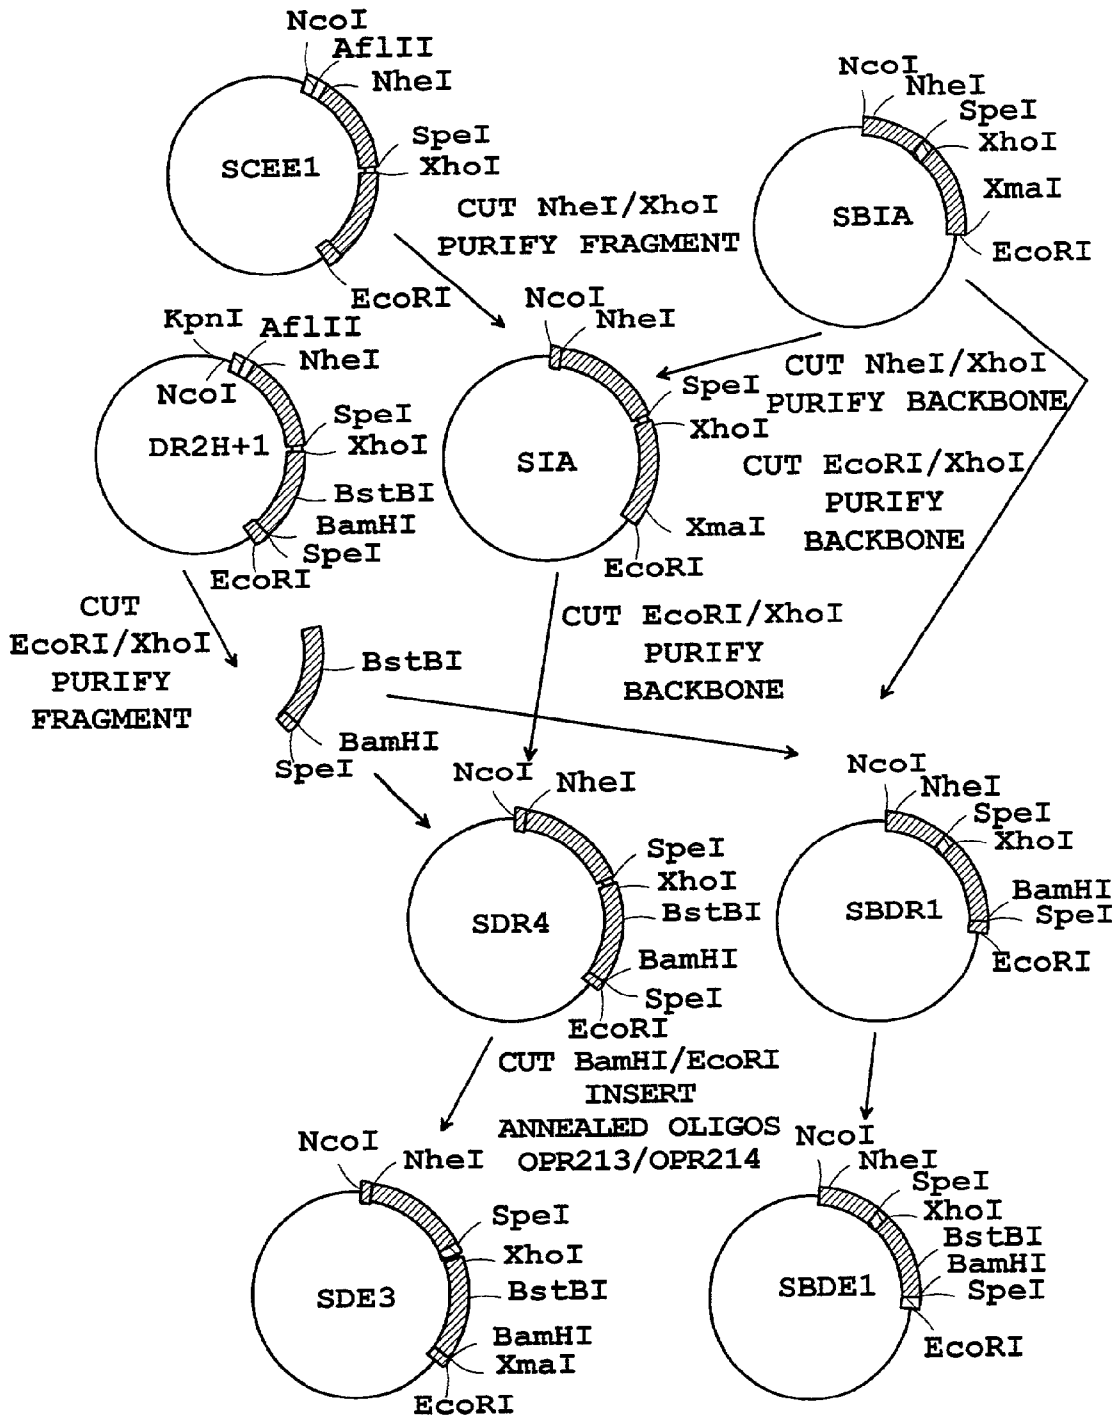 NcoI
AflII
NheI
SpeI
XhoI
SCEE1
EcoRI
CUT NheI/XhoI
PURIFY FRAGMENT
NcoI
NheI
SpeI
XhoI
XmaI
SBIA
EcoRI
KpnI
AflII
NheI
NcoI
SpeI
XhoI
DR2H+1
BstBI
BamHI
SpeI
EcoRI
NcoI
NheI
SpeI
XhoI
SIA
XmaI
EcoRI
CUT NheI/XhoI
PURIFY BACKBONE
CUT EcoRI/XhoI
PURIFY
BACKBONE
CUT
EcoRI/XhoI
PURIFY
FRAGMENT
BstBI
BamHI
SpeI
CUT EcoRI/XhoI
PURIFY
BACKBONE
NcoI
NheI
SpeI
XhoI
BstBI
SDR4
BamHI
SpeI
EcoRI
NcoI
NheI
SpeI
XhoI
BamHI
SBDR1
SpeI
EcoRI
CUT BamHI/EcoRI
INSERT
ANNEALED OLIGOS
OPR213/OPR214
NcoI
NheI
SpeI
XhoI
BstBI
SDE3
BamHI
XmaI
EcoRI
NcoI
NheI
SpeI
XhoI
BstBI
BamHI
SBDE1
SpeI
EcoRI